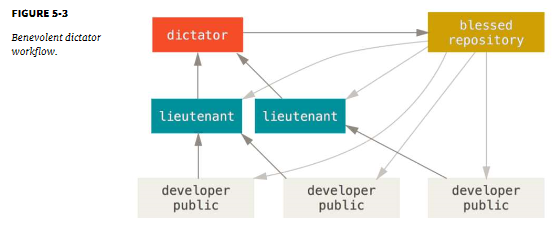 FIGURE 5-3
Benevolent dictator
workflow.
dictator
blessed
repository
lieutenant
lieutenant
developer
public
developer
public
developer
public